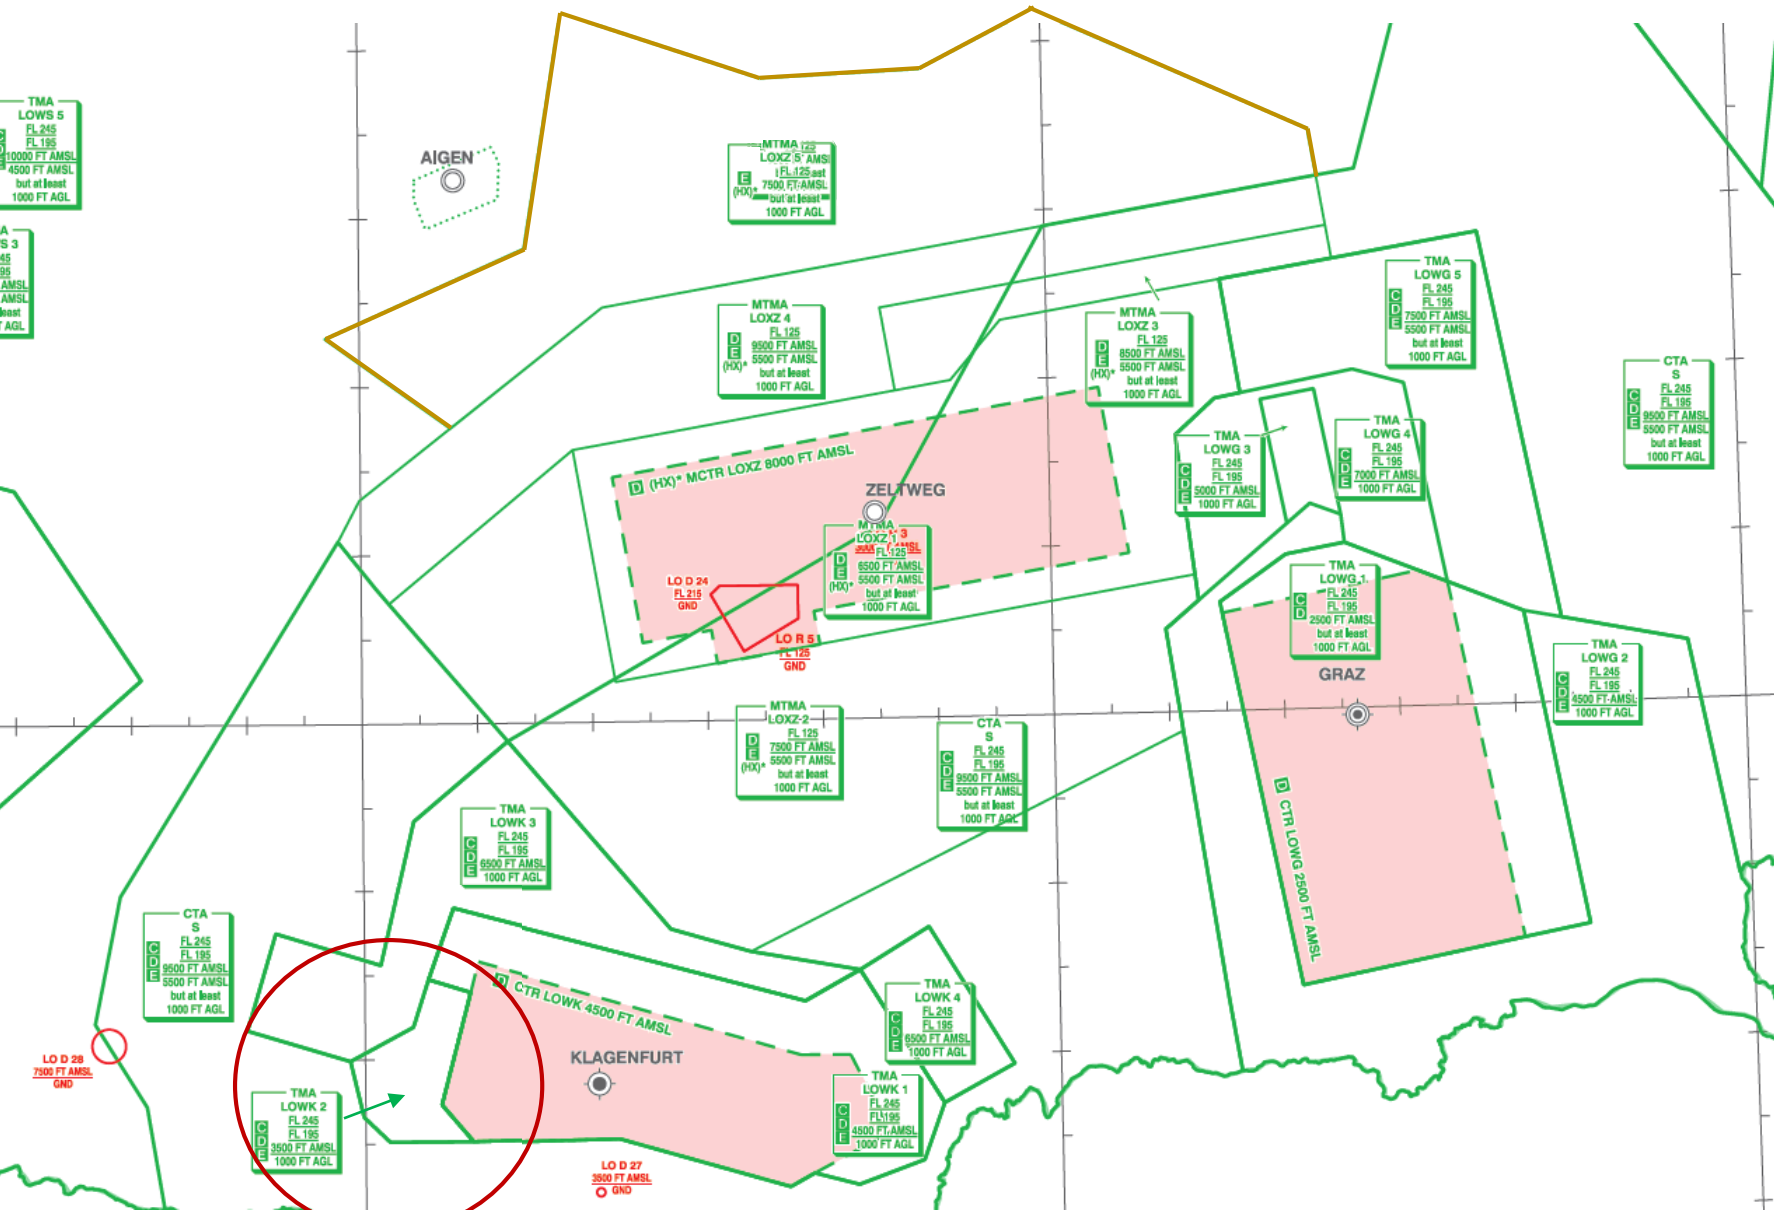 TMA
LOWS 5
FL 245
FL 195
10000 FT AMSL
4500 FT AMSL
but at least
1000 FT AGL
A
S 3
45
95
AMSL
AMSL
least
T AGL
AIGEN
MTMA
LOXZ 5
FL 125
7500 FT AMSL
but at least
1000 FT AGL
E
(HX)*
MTMA
LOXZ 4
FL 125
9500 FT AMSL
5500 FT AMSL
but at least
1000 FT AGL
D
E
(HX)*
MTMA
LOXZ 3
FL 125
8500 FT AMSL
5500 FT AMSL
but at least
1000 FT AGL
D
E
(HX)*
TMA
LOWG 5
FL 245
FL 195
7500 FT AMSL
5500 FT AMSL
but at least
1000 FT AGL
C
D
E
CTA
S
FL 245
FL 195
9500 FT AMSL
5500 FT AMSL
but at least
1000 FT AGL
C
D
E
TMA
LOWG 3
FL 245
FL 195
5000 FT AMSL
1000 FT AGL
C
D
E
TMA
LOWG 4
FL 245
FL 195
7000 FT AMSL
1000 FT AGL
C
D
E
D (HX)* MCTR LOXZ 8000 FT AMSL
ZELTWEG
MTMA
LOXZ 1
FL 125
6500 FT AMSL
5500 FT AMSL
but at least
1000 FT AGL
D
E
(HX)*
LO D 24
FL 215
GND
LO R 5
FL 125
GND
TMA
LOWG 1
FL 245
FL 195
2500 FT AMSL
but at least
1000 FT AGL
C
D
GRAZ
TMA
LOWG 2
FL 245
FL 195
4500 FT AMSL
1000 FT AGL
C
D
E
MTMA
LOXZ 2
FL 125
7500 FT AMSL
5500 FT AMSL
but at least
1000 FT AGL
D
E
(HX)*
CTA
S
FL 245
FL 195
9500 FT AMSL
5500 FT AMSL
but at least
1000 FT AGL
C
D
E
D CTR LOWG 2500 FT AMSL
TMA
LOWK 3
FL 245
FL 195
6500 FT AMSL
1000 FT AGL
C
D
E
CTA
S
FL 245
FL 195
9500 FT AMSL
5500 FT AMSL
but at least
1000 FT AGL
C
D
E
D CTR LOWK 4500 FT AMSL
KLAGENFURT
TMA
LOWK 4
FL 245
FL 195
6500 FT AMSL
1000 FT AGL
C
D
E
LO D 28
7500 FT AMSL
GND
TMA
LOWK 2
FL 245
FL 195
3500 FT AMSL
1000 FT AGL
C
D
E
TMA
LOWK 1
FL 245
FL 195
4500 FT AMSL
1000 FT AGL
C
D
E
LO D 27
3500 FT AMSL
GND